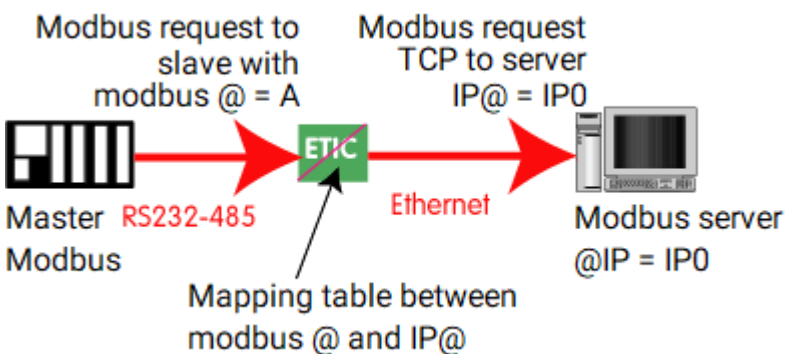 Modbus request to
slave with
modbus @ = A
Modbus request
TCP to server
IP@ = IP0
ETIC
Master
Modbus
RS232-485
Ethernet
Modbus server
@IP = IP0
Mapping table between
modbus @ and IP@